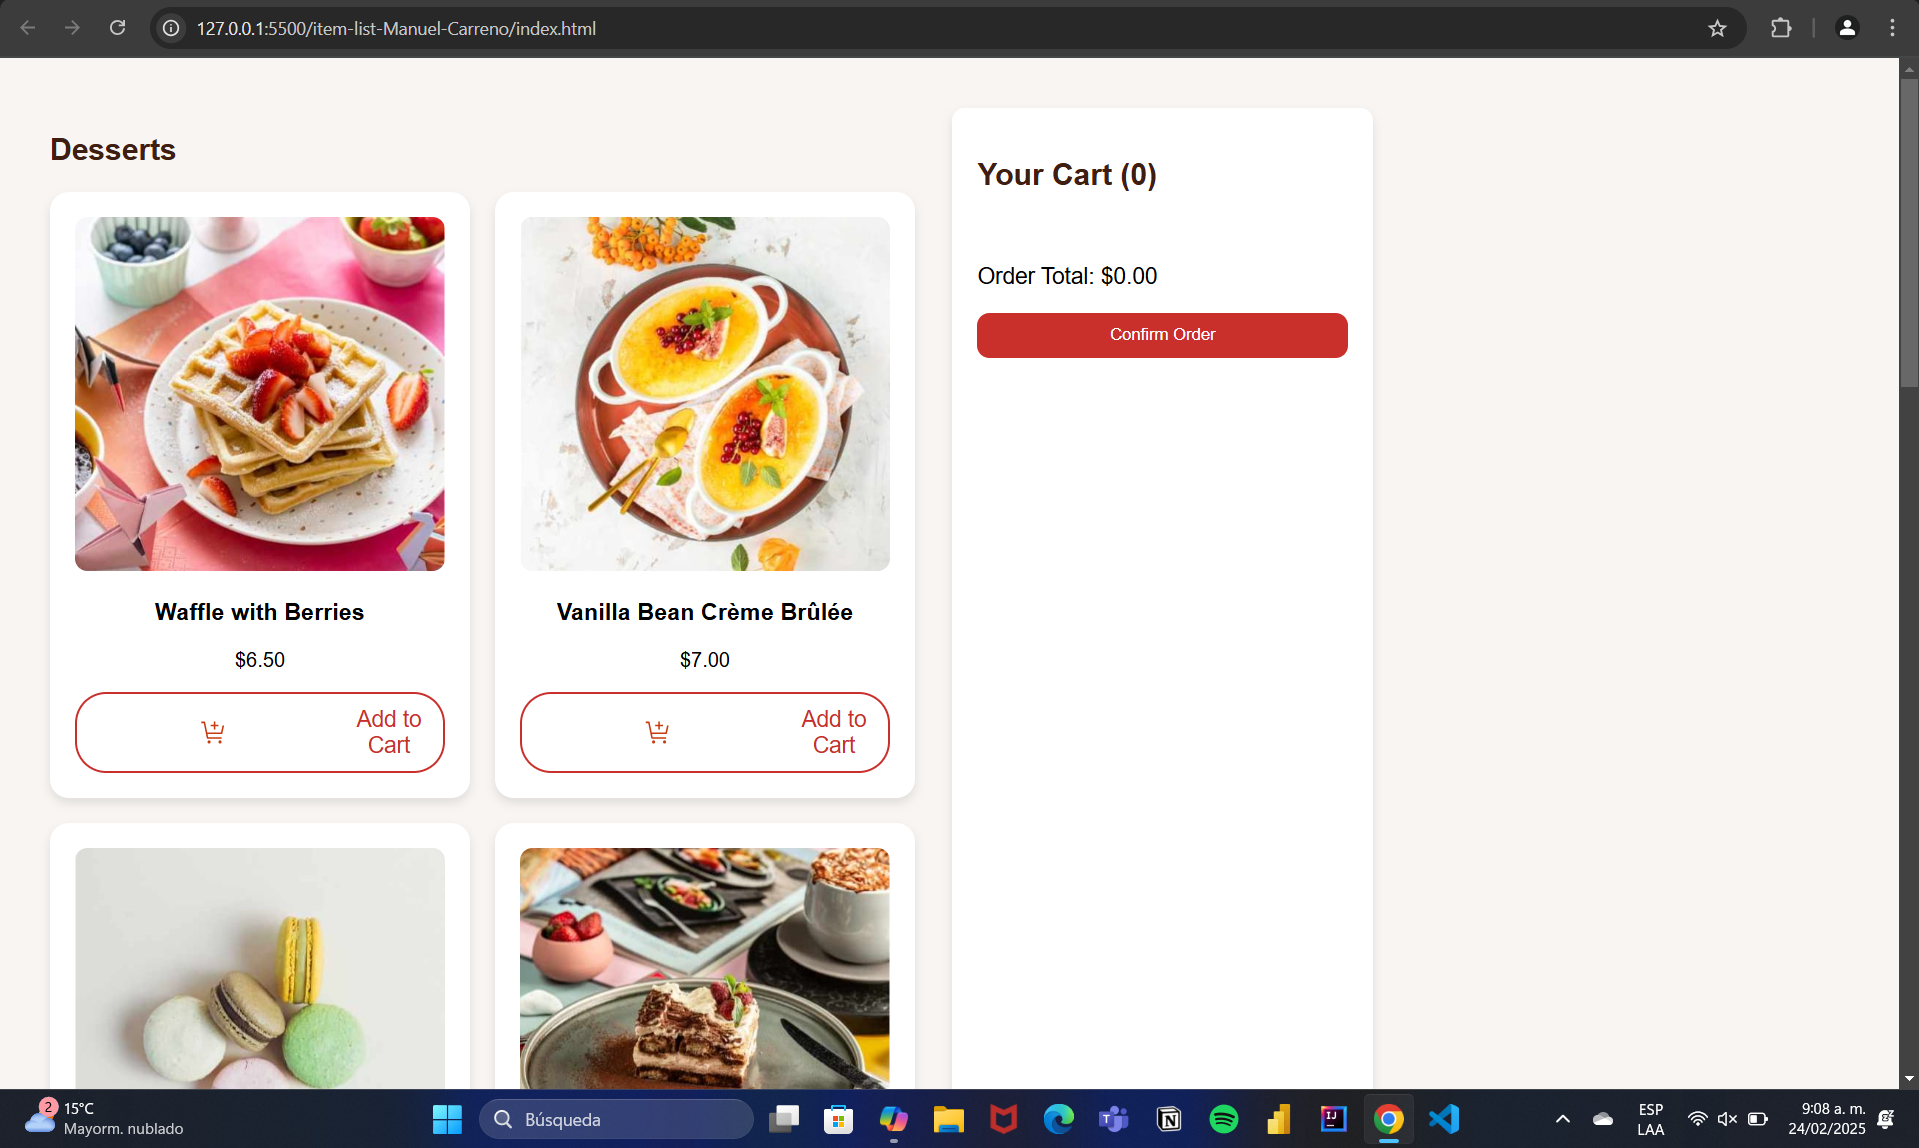 127.0.0.1:5500/item-list-Manuel-Carreno/index.html
Desserts
Your Cart (0)
Order Total: $0.00
Confirm Order
Waffle with Berries
$6.50
Add to
Cart
Vanilla Bean Crème Brûlée
$7.00
Add to
Cart
2
15°C
Mayorm. nublado
Búsqueda
ESP
LAA
9:08 a. m.
24/02/2025